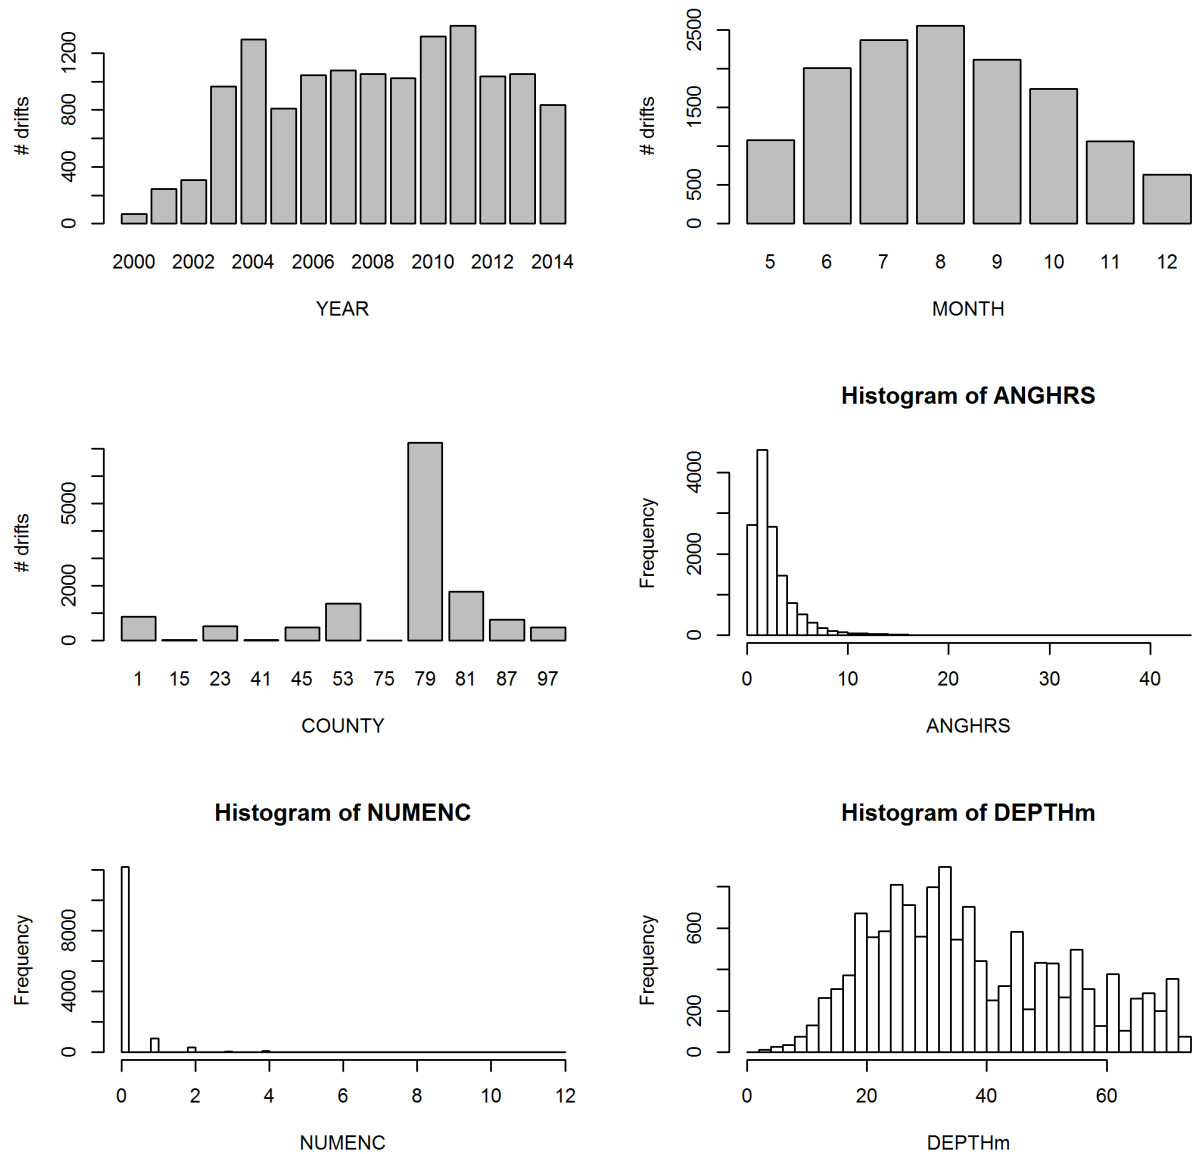 # drifts
0 400 800 1200
2000 2002 2004 2006 2008 2010 2012 2014
YEAR
# drifts
0 500 1500 2500
5 6 7 8 9 10 11 12
MONTH
# drifts
0 2000 5000
1 15 23 41 45 53 75 79 81 87 97
COUNTY
Histogram of ANGHRS
Frequency
0 2000 4000
0 10 20 30 40
ANGHRS
Histogram of NUMENC
Frequency
0 4000 8000
0 2 4 6 8 10 12
NUMENC
Histogram of DEPTHm
Frequency
0 200 600
0 20 40 60
DEPTHm